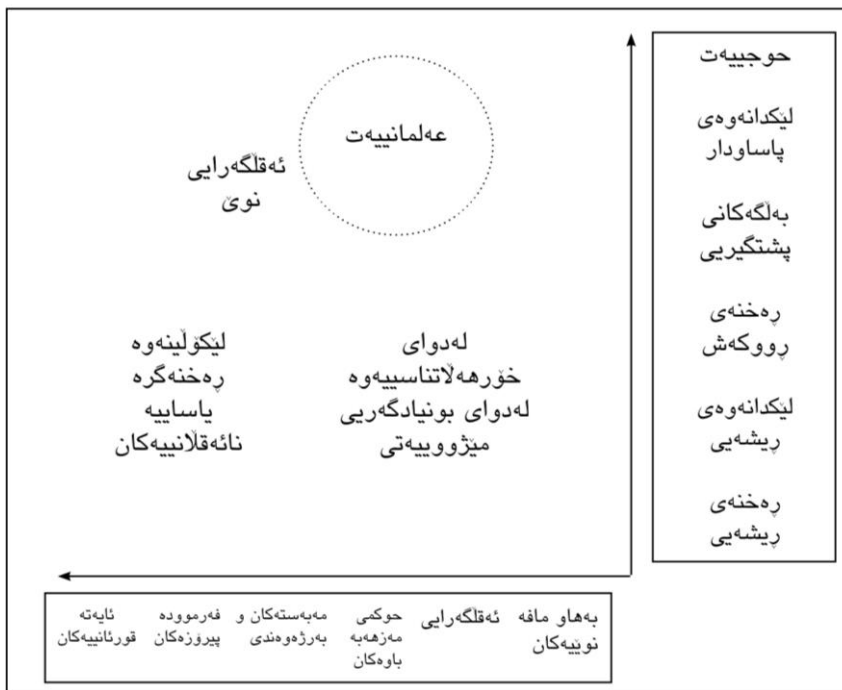 حوجییەت
لێکدانەوەی
پاساودار
بەڵگەکانی
پشتگیریی
ڕەخنەی
ڕووکەش
لێکدانەوەی
ڕیشەیی
ڕەخنەی
ڕیشەیی
عەلمانییەت
ئەقڵگەرایی
نوێ
لەدوای
خۆرهەڵاتناسییەوە
لەدوای بونیادگەریی
مێژووییەتی
لێکۆڵینەوە
ڕەخنەگرە
یاساییە
نائەقڵانییەکان
بەهاو مافە
نوێیەکان
ئەقڵگەرایی
حوکمی
مەزهەبە
باوەکان
مەبەستەکان و
بەرژەوەندی
فەرموودە
پیرۆزەکان
ئایەتە
قورئانییەکان